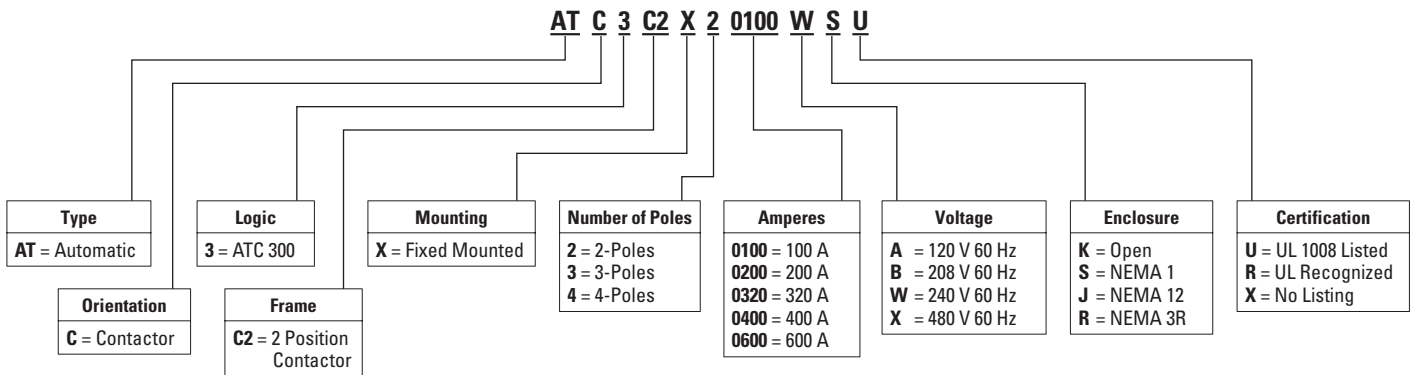 AT C 3 C2 X 2 0100 W S U
Type
AT = Automatic
Orientation
C = Contactor
Logic
3 = ATC 300
Frame
C2 = 2 Position
Contactor
Mounting
X = Fixed Mounted
Number of Poles
2 = 2-Poles
3 = 3-Poles
4 = 4-Poles
Amperes
0100 = 100 A
0200 = 200 A
0320 = 320 A
0400 = 400 A
0600 = 600 A
Voltage
A = 120 V 60 Hz
B = 208 V 60 Hz
W = 240 V 60 Hz
X = 480 V 60 Hz
Enclosure
K = Open
S = NEMA 1
J = NEMA 12
R = NEMA 3R
Certification
U = UL 1008 Listed
R = UL Recognized
X = No Listing